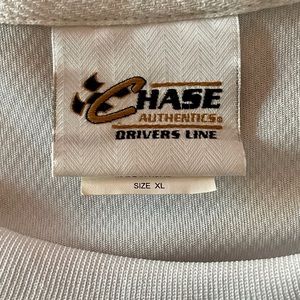 CHASE
AUTHENTICS®
DRIVERS LINE
SIZE XL